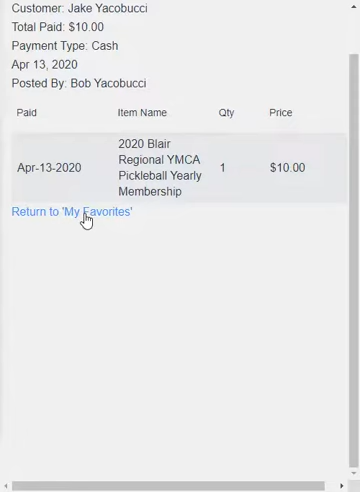 Customer: Jake Yacobucci
Total Paid: $10.00
Payment Type: Cash
Apr 13, 2020
Posted By: Bob Yacobucci
Paid Item Name Qty Price
2020 Blair
Regional YMCA
Apr-13-2020 Pickleball Yearly 1 $10.00
Membership
Return to 'My Favorites'